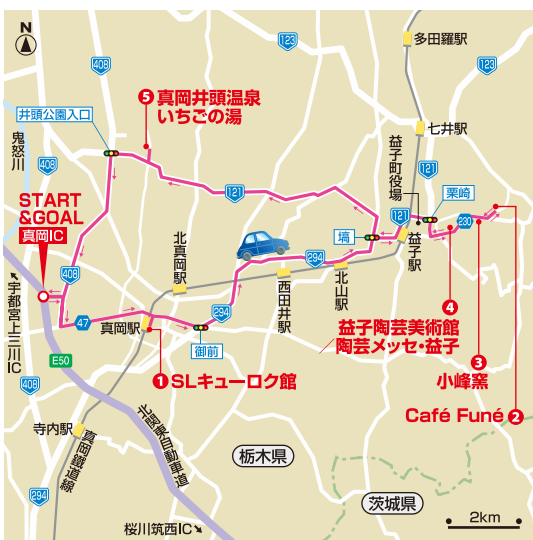 N
123
多田羅駅
408
123
❺真岡井頭温泉
いちごの湯
井頭公園入口
七井駅
鬼怒川
408
益子町役場
121
栗崎
START
&GOAL
真岡IC
121
230
塙
益子駅
北真岡駅
294
408
西田井駅
北山駅
❹
益子陶芸美術館
陶芸メッセ・益子
↖宇都宮上三川IC
47
294
真岡駅
御前
❸
小峰窯
E50
❶SLキューロク館
408
Café Funé❷
寺内駅
真岡鐵道線
北関東自動車道
栃木県
294
茨城県
2km
桜川筑西IC↘